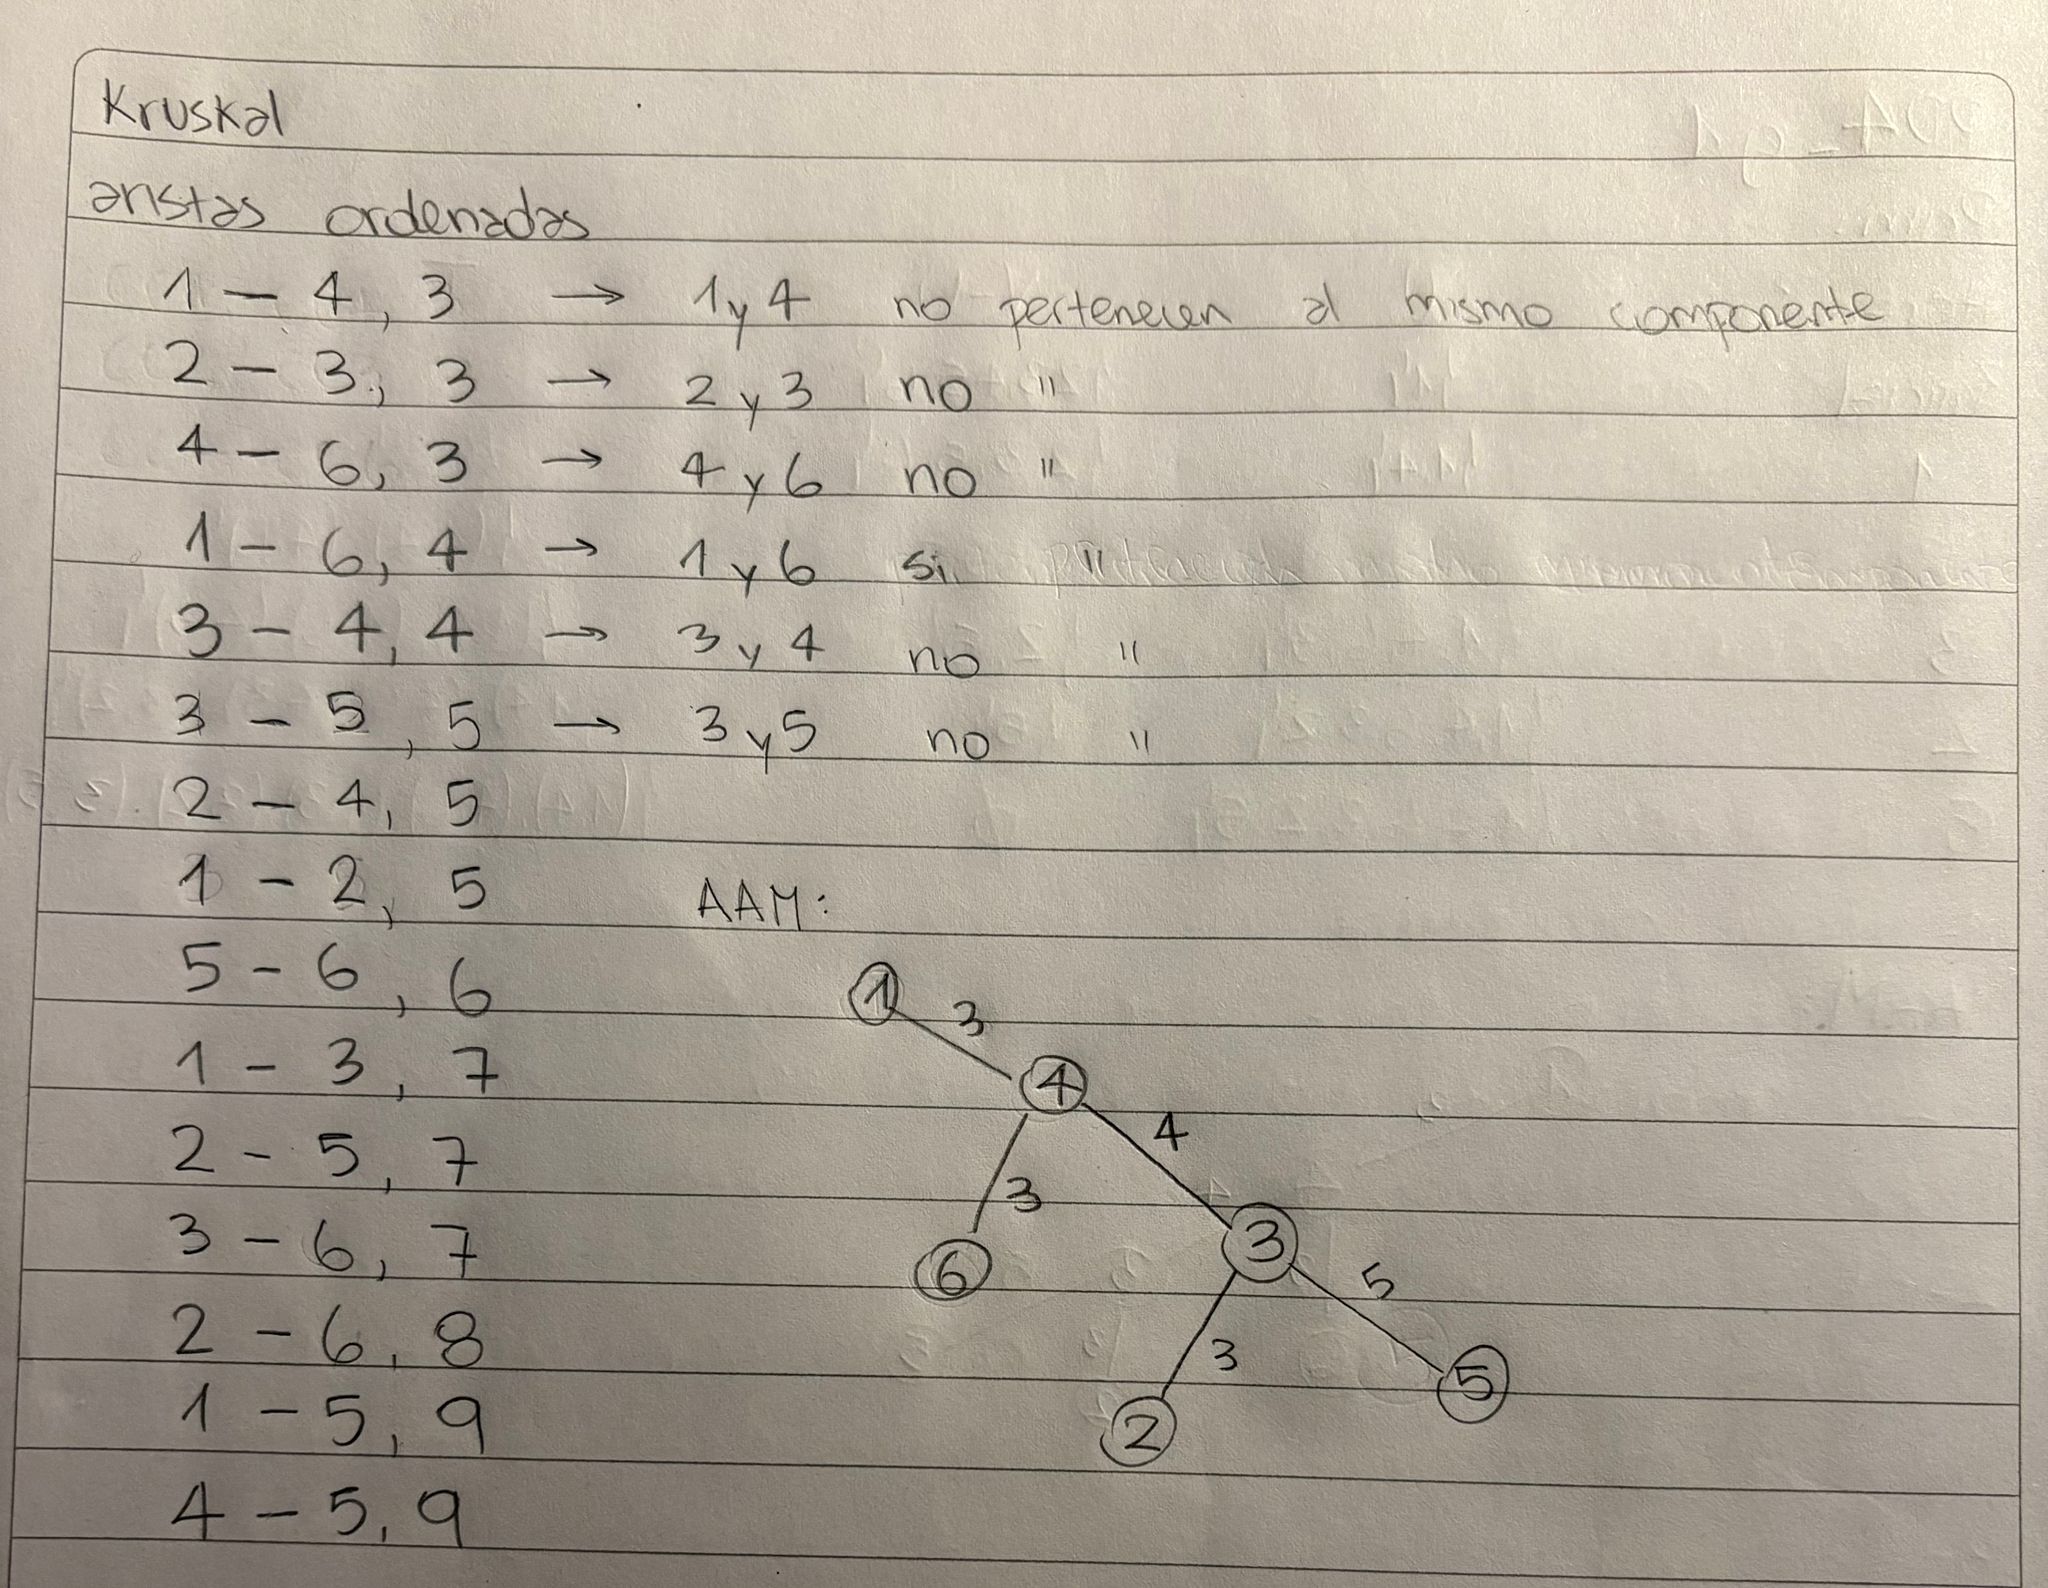 Kruskal
aristas ordenadas
1 - 4, 3 → 1 y 4 no pertenecen al mismo componente
2 - 3, 3 → 2 y 3 no "
4 - 6, 3 → 4 y 6 no "
1 - 6, 4 → 1 y 6 si "
3 - 4, 4 → 3 y 4 no "
3 - 5, 5 → 3 y 5 no "
2 - 4, 5
1 - 2, 5
AAM:
5 - 6, 6
1 - 3, 7
2 - 5, 7
3 - 6, 7
2 - 6, 8
1 - 5, 9
4 - 5, 9
1
3
4
4
3
6
3
5
3
5
2